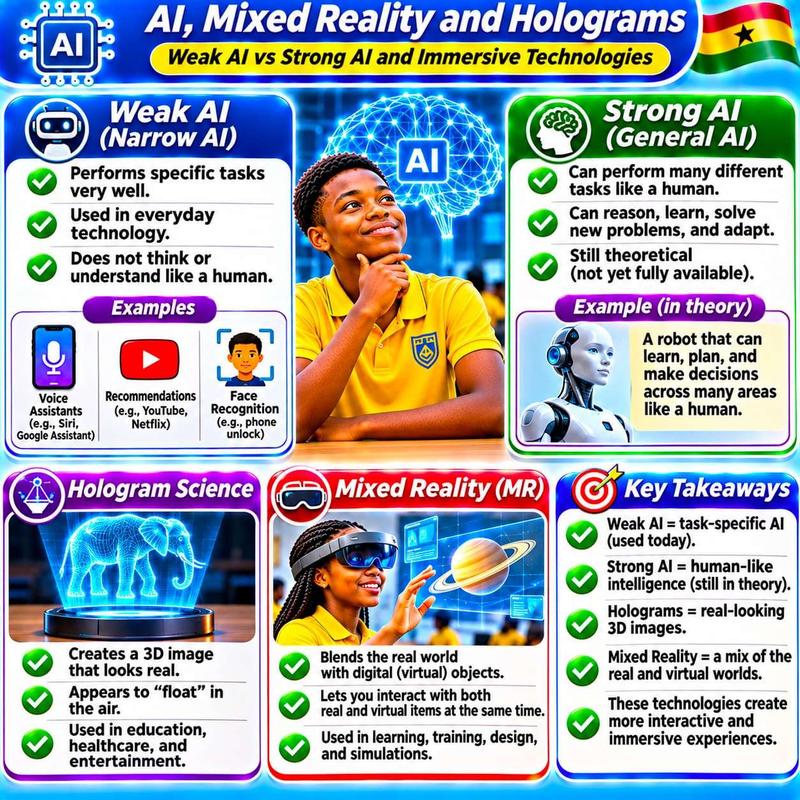 AI
AI, Mixed Reality and Holograms
Weak AI vs Strong AI and Immersive Technologies
Weak AI
(Narrow AI)
Performs specific tasks
very well.
Used in everyday
technology.
Does not think or
understand like a human.
Examples
Voice
Assistants
(e.g., Siri,
Google Assistant)
Recommendations
(e.g., YouTube,
Netflix)
Face
Recognition
(e.g., phone
unlock)
AI
Strong AI
(General AI)
Can perform many different
tasks like a human.
Can reason, learn, solve
new problems, and adapt.
Still theoretical
(not yet fully available).
Example (in theory)
A robot that can
learn, plan, and
make decisions
across many areas
like a human.
Hologram Science
Creates a 3D image
that looks real.
Appears to “float” in
the air.
Used in education,
healthcare, and
entertainment.
Mixed Reality (MR)
Blends the real world
with digital (virtual) objects.
Lets you interact with both
real and virtual items at the same time.
Used in learning, training, design,
and simulations.
Key Takeaways
Weak AI = task-specific AI
(used today).
Strong AI = human-like
intelligence (still in theory).
Holograms = real-looking
3D images.
Mixed Reality = a mix of the
real and virtual worlds.
These technologies create
more interactive and
immersive experiences.